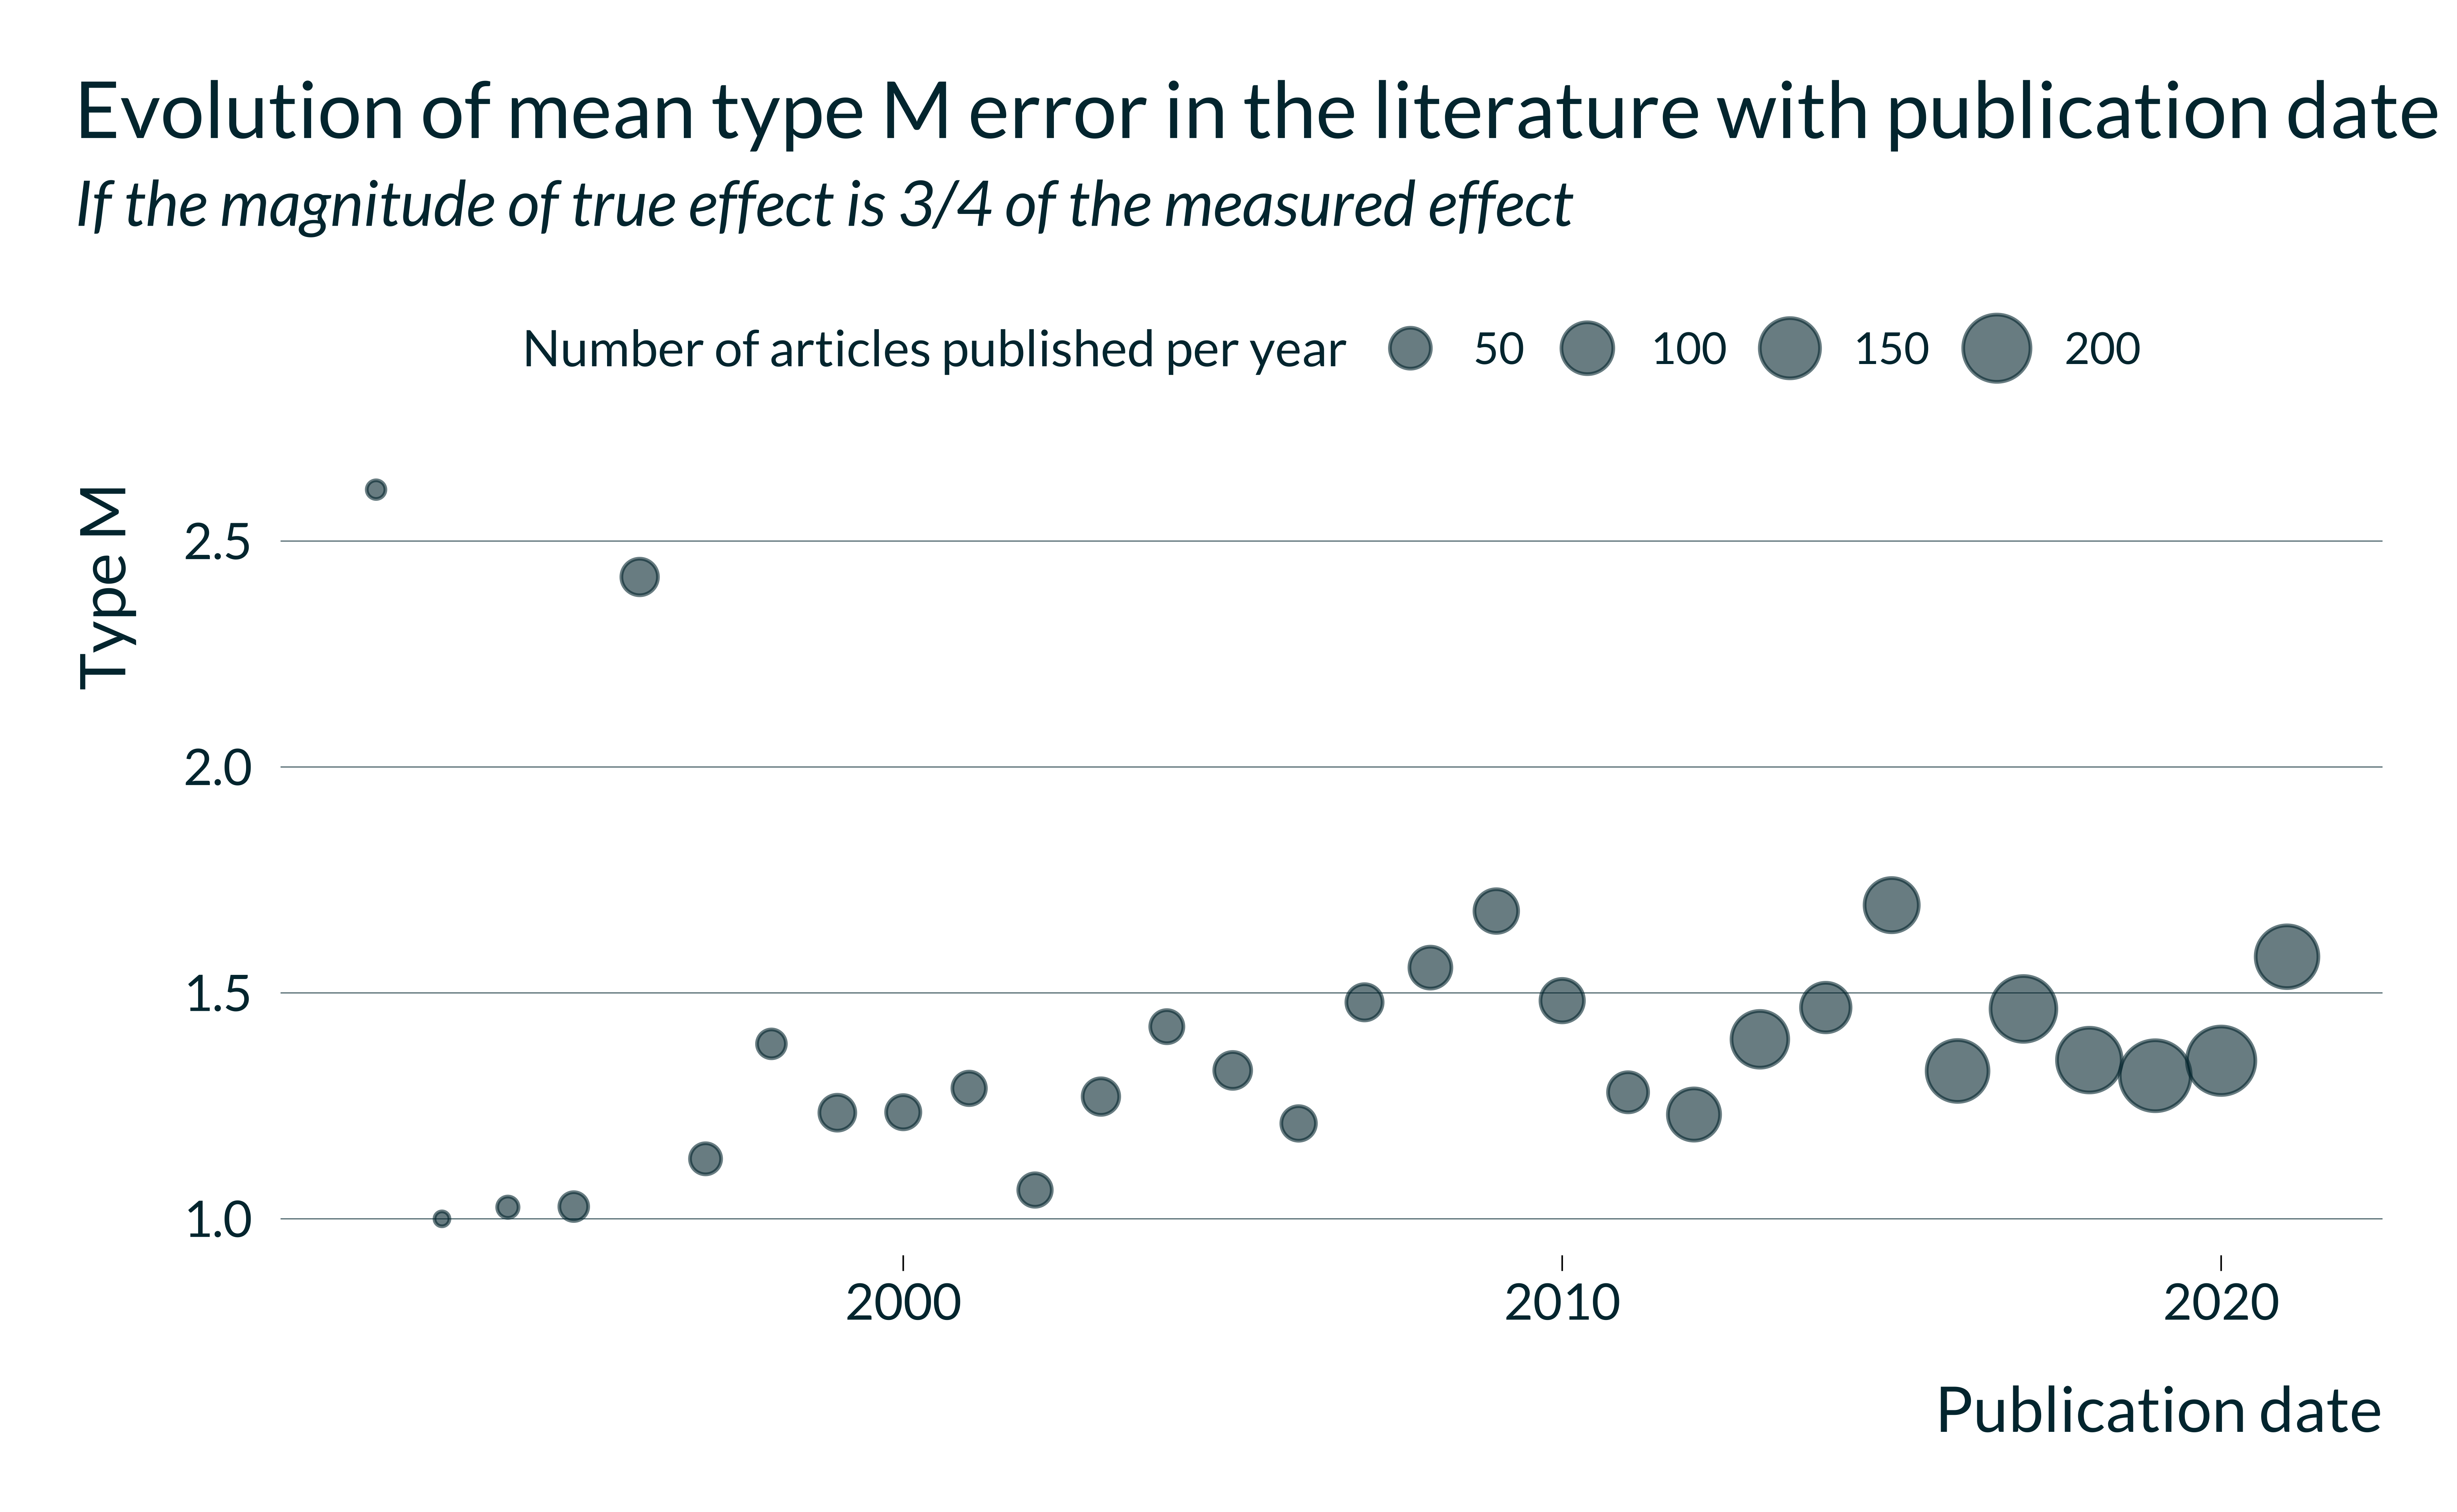 Evolution of mean type M error in the literature with publication date
If the magnitude of true effect is 3/4 of the measured effect
Number of articles published per year 50 100 150 200
Type M
2.5
2.0
1.5
1.0
2000 2010 2020
Publication date